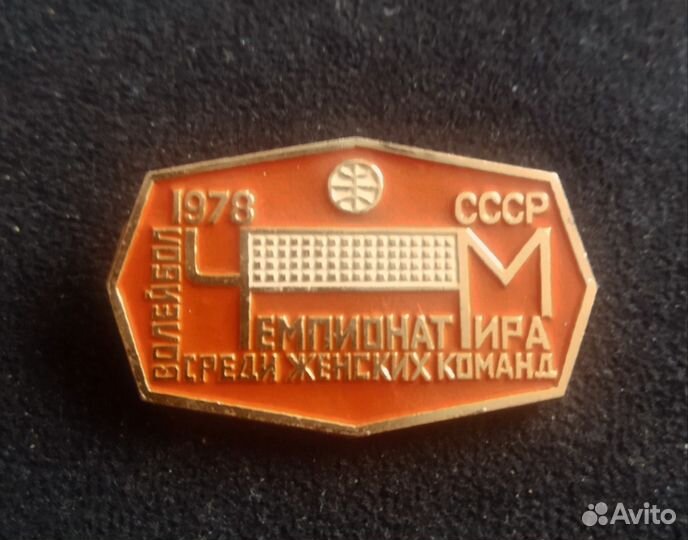 1978 СССР
ВОЛЕЙБОЛ
ЧЕМПИОНАТ МИРА
СРЕДИ ЖЕНСКИХ КОМАНД
Avito